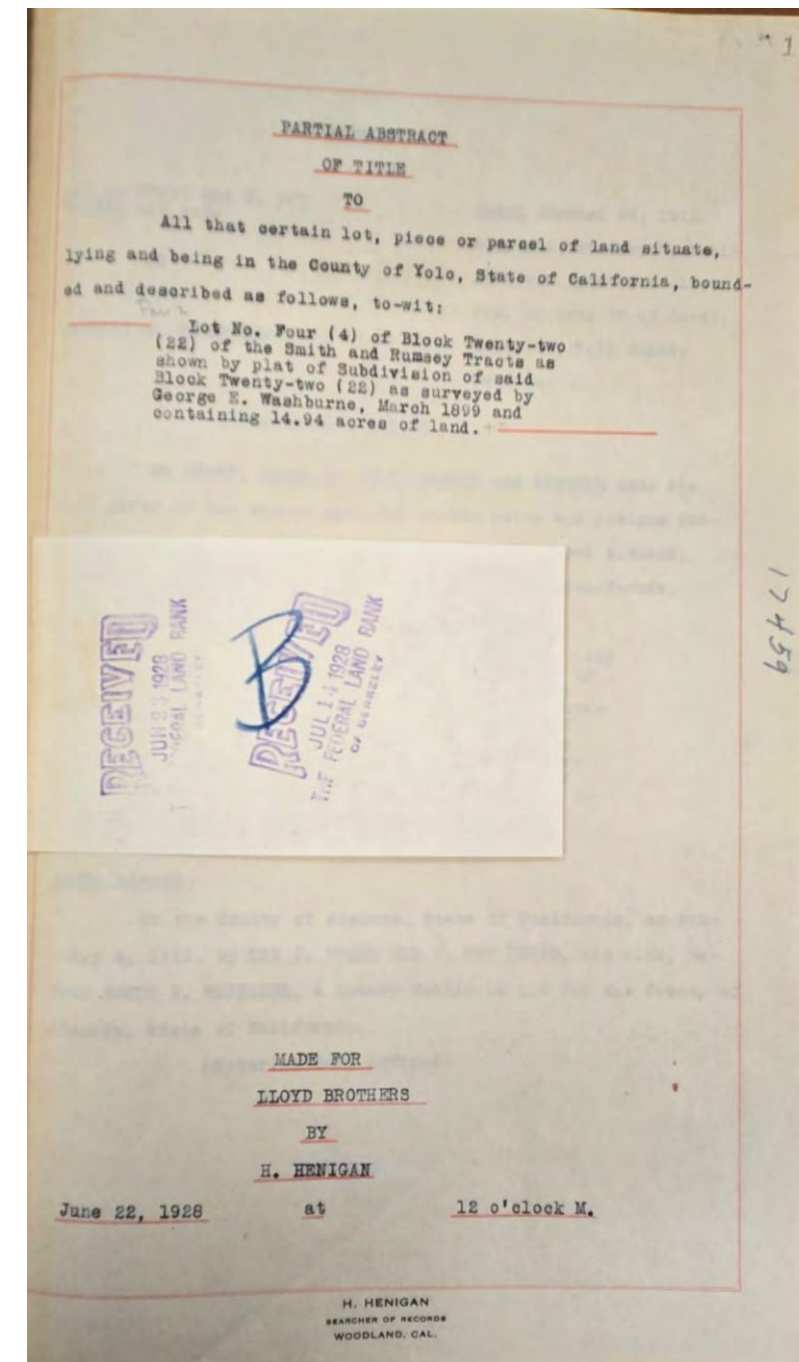 1
PARTIAL ABSTRACT
OF TITLE
TO
All that certain lot, piece or parcel of land situate,
lying and being in the County of Yolo, State of California, bound-
ed and described as follows, to-wit:
Lot No. Four (4) of Block Twenty-two
(22) of the Smith and Rumsey Tracts as
shown by plat of Subdivision of said
Block Twenty-two (22) as surveyed by
George E. Washburne, March 1899 and
containing 14.94 acres of land.
17459
RECEIVED
JUN 23 1928
LAND BANK
B
RECEIVED
JUL 14 1928
THE FEDERAL LAND BANK
OF BERKELEY
MADE FOR
LLOYD BROTHERS
BY
H. HENIGAN
June 22, 1928 at 12 o'clock M.
H. HENIGAN
SEARCHER OF RECORDS
WOODLAND, CAL.